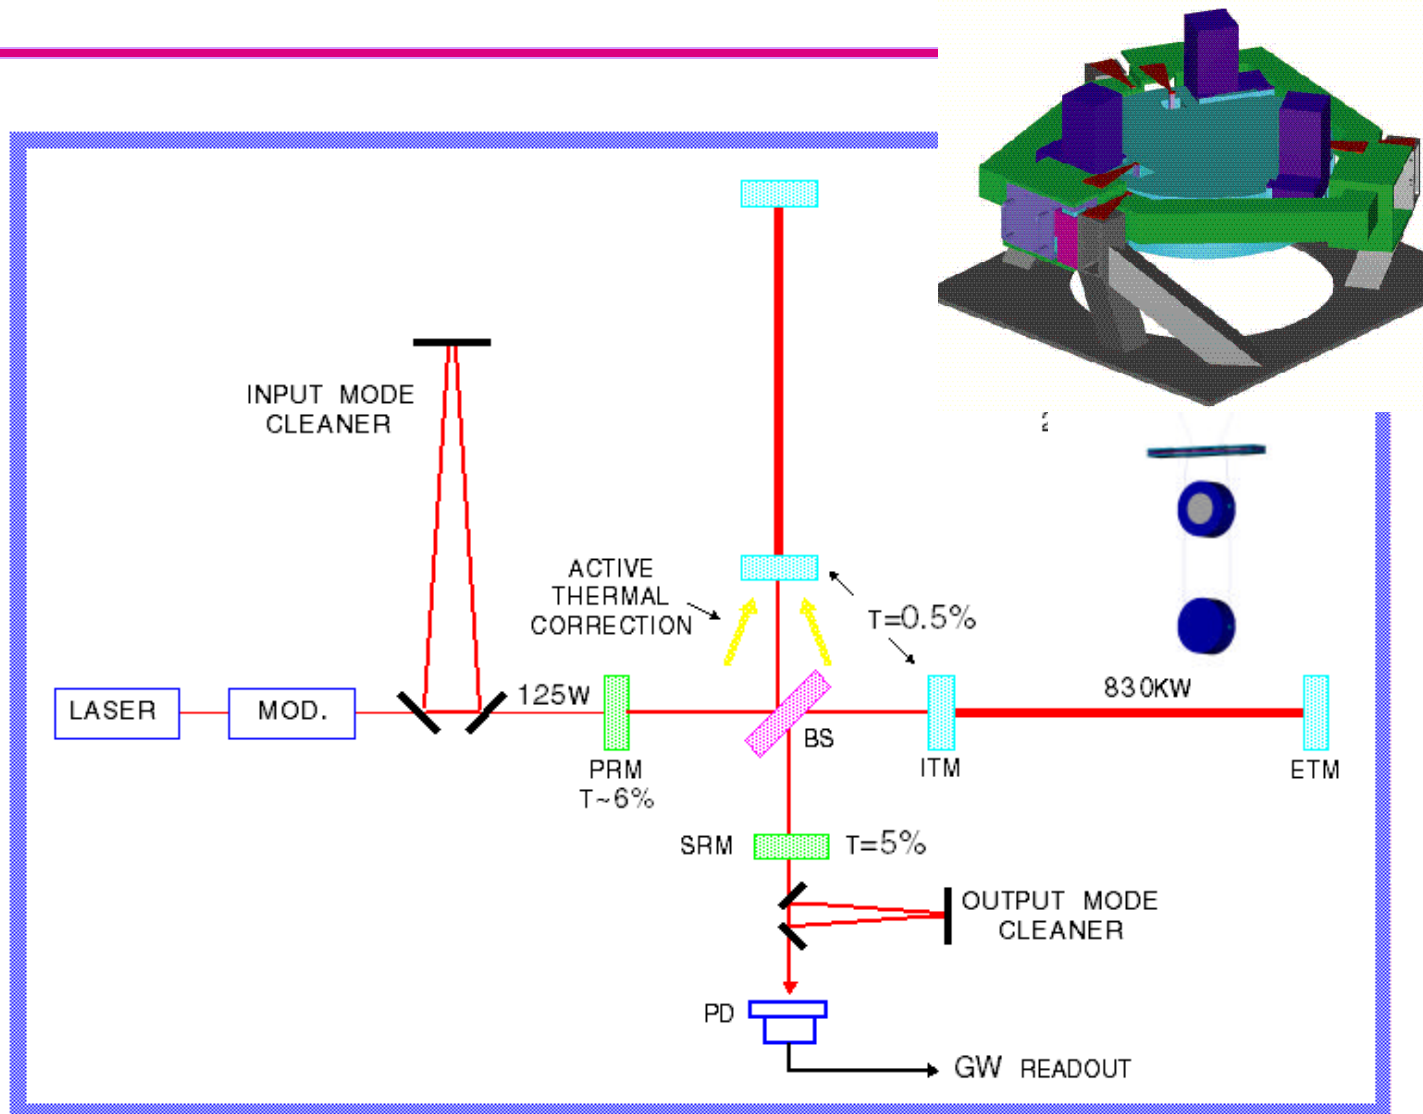 INPUT MODE
CLEANER
ACTIVE
THERMAL
CORRECTION
T=0.5%
LASER
MOD.
125W
830KW
BS
PRM
T~6%
ITM
ETM
SRM
T=5%
OUTPUT MODE
CLEANER
PD
GW READOUT